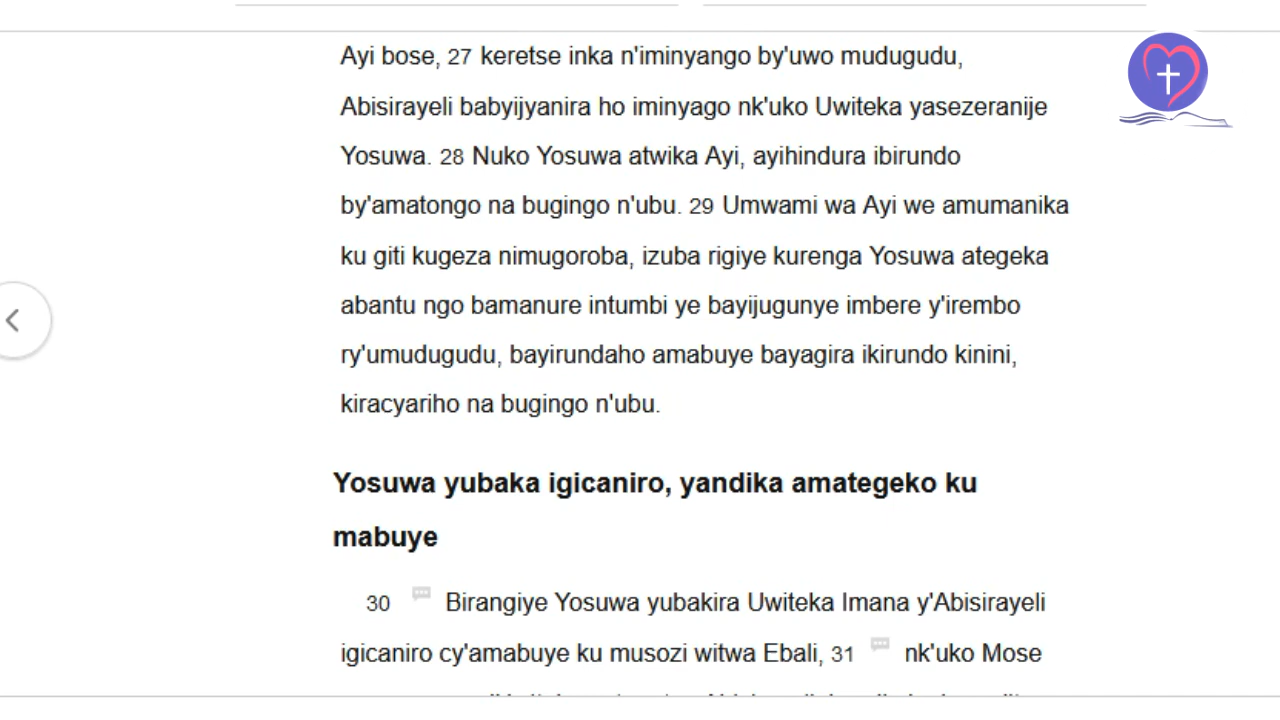 Ayi bose, 27 keretse inka n'iminyango by'uwo mudugudu,
Abisirayeli babyijyanira ho iminyago nk'uko Uwiteka yasezeranije
Yosuwa. 28 Nuko Yosuwa atwika Ayi, ayihindura ibirundo
by'amatongo na bugingo n'ubu. 29 Umwami wa Ayi we amumanika
ku giti kugeza nimugoroba, izuba rigiye kurenga Yosuwa ategeka
abantu ngo bamanure intumbi ye bayijugunye imbere y'irembo
ry'umudugudu, bayirundaho amabuye bayagira ikirundo kinini,
kiracyariho na bugingo n'ubu.
Yosuwa yubaka igicaniro, yandika amategeko ku
mabuye
30 Birangiye Yosuwa yubakira Uwiteka Imana y'Abisirayeli
igicaniro cy'amabuye ku musozi witwa Ebali, 31 nk'uko Mose